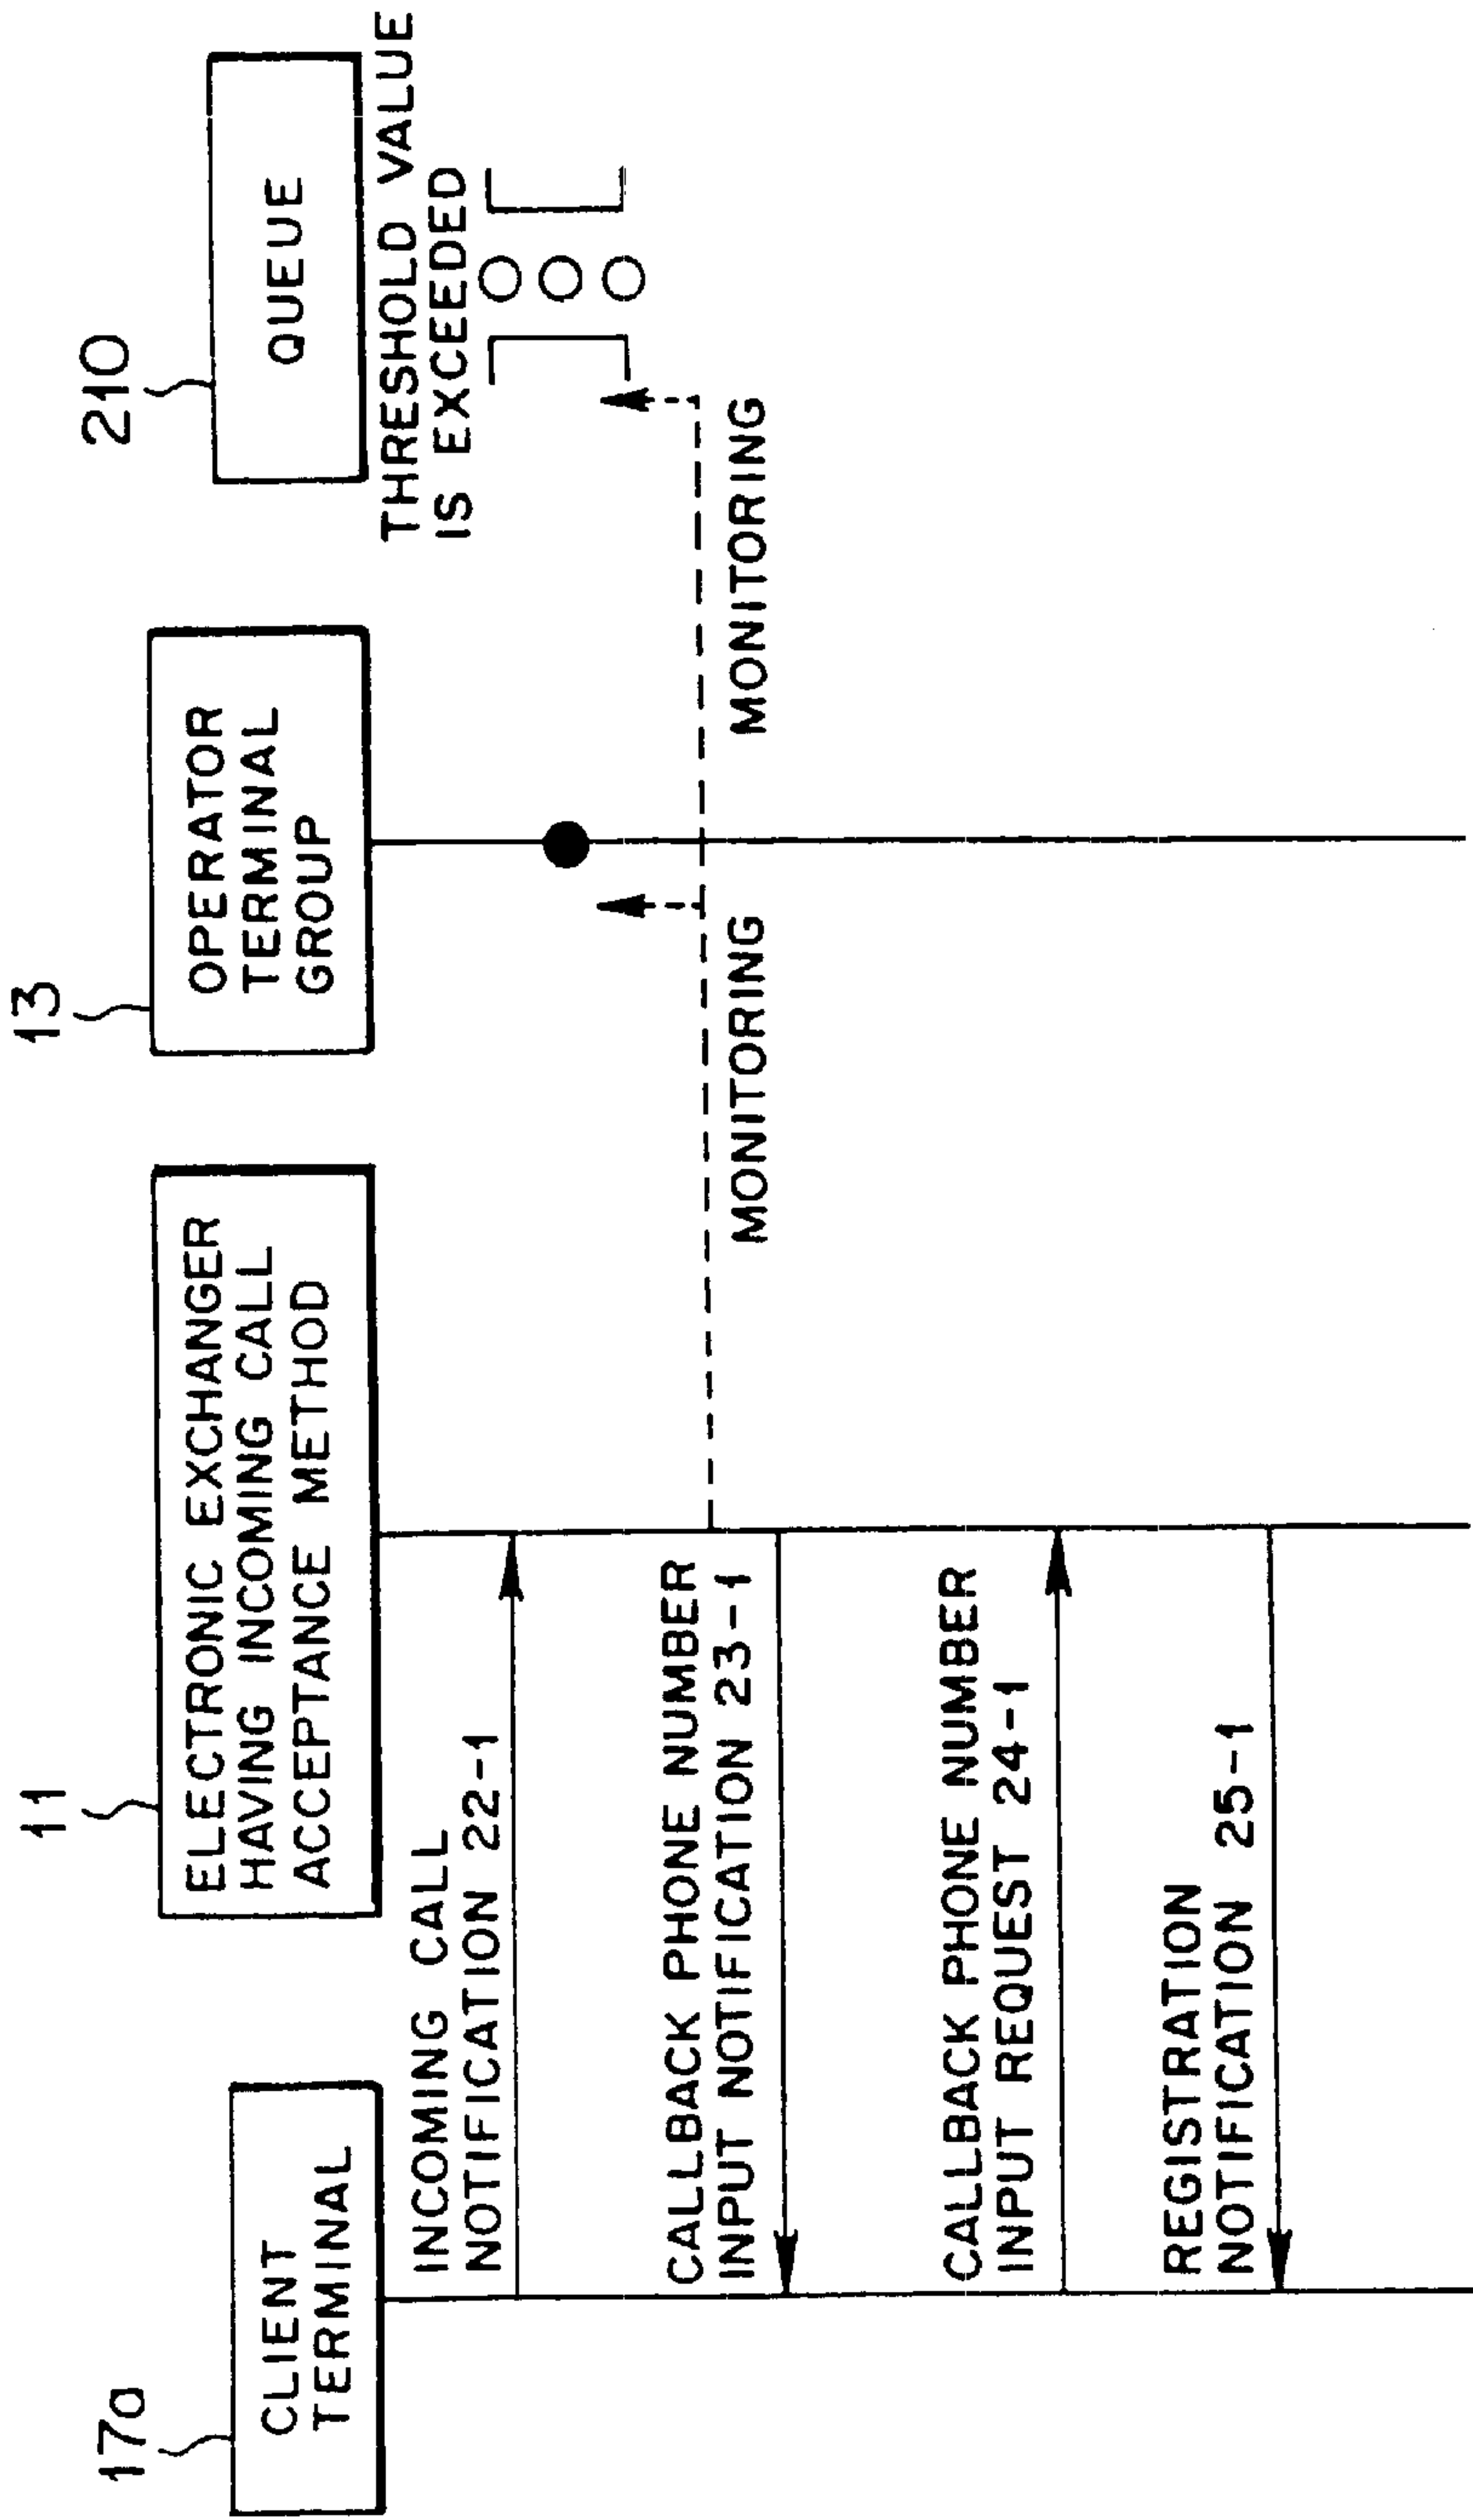 170
CLIENT
TERMINAL
11
ELECTRONIC EXCHANGER
HAVING INCOMING CALL
ACCEPTANCE METHOD
13
OPERATOR
TERMINAL
GROUP
210
QUEUE
THRESHOLD VALUE
IS EXCEEDED
INCOMING CALL
NOTIFICATION 22-1
MONITORING
MONITORING
CALLBACK PHONE NUMBER
INPUT NOTIFICATION 23-1
CALLBACK PHONE NUMBER
INPUT REQUEST 24-1
REGISTRATION
NOTIFICATION 25-1